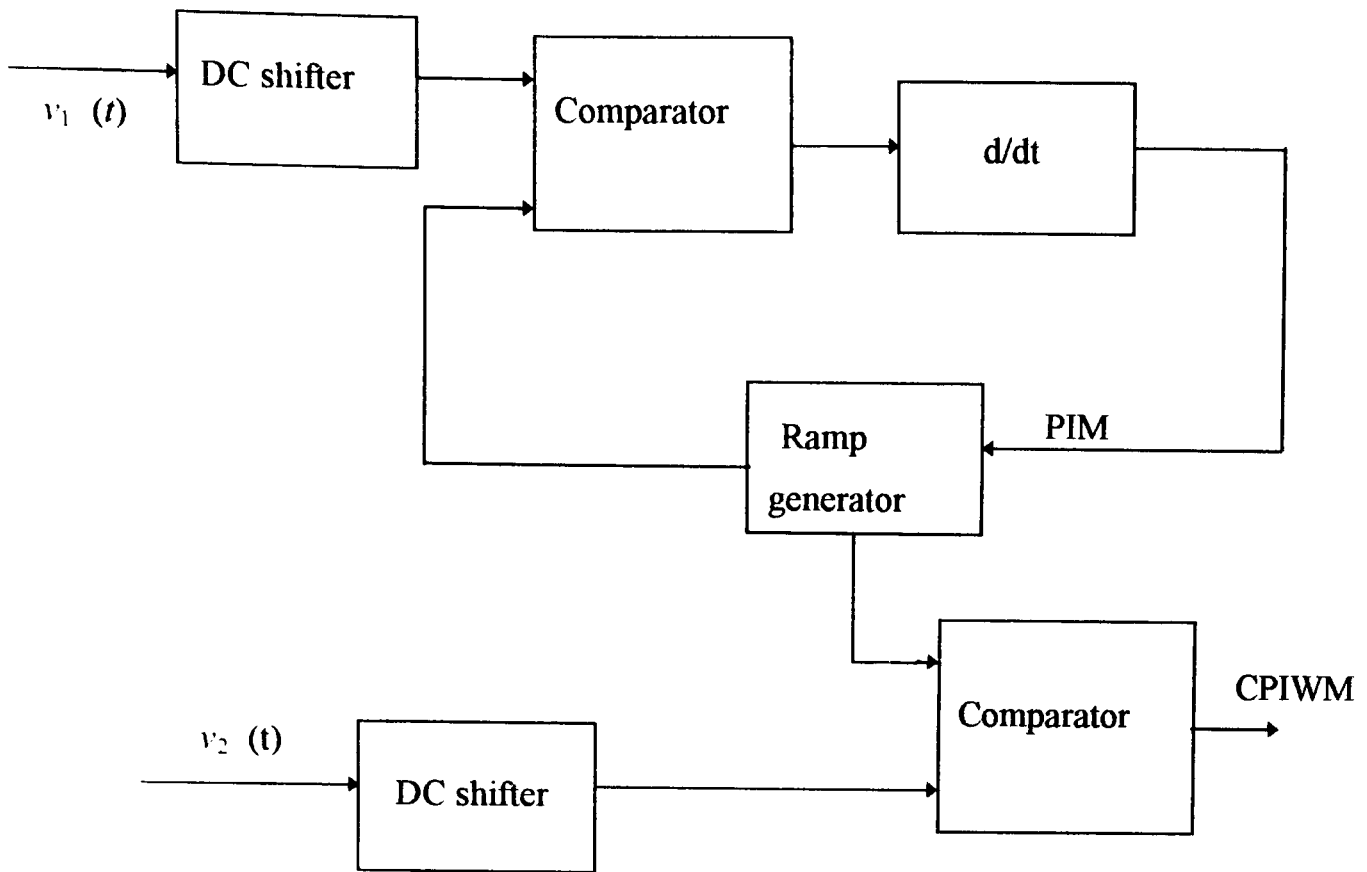 DC shifter
v₁ (t)
Comparator
d/dt
PIM
Ramp
generator
CPIWM
Comparator
v₂ (t)
DC shifter